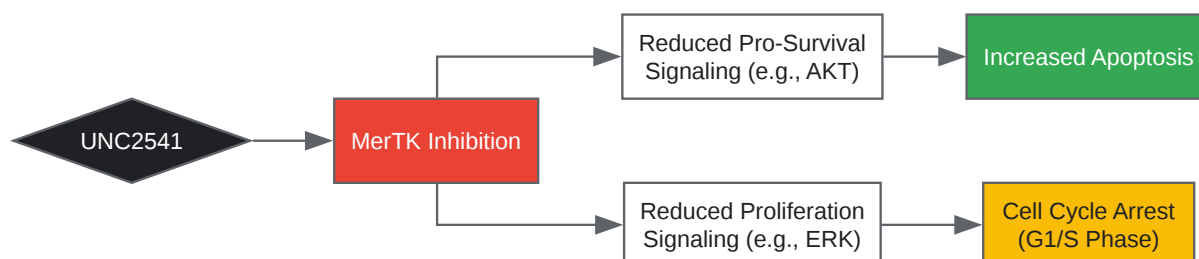 UNC2541
MerTK Inhibition
Reduced Pro-Survival
Signaling (e.g., AKT)
Increased Apoptosis
Reduced Proliferation
Signaling (e.g., ERK)
Cell Cycle Arrest
(G1/S Phase)